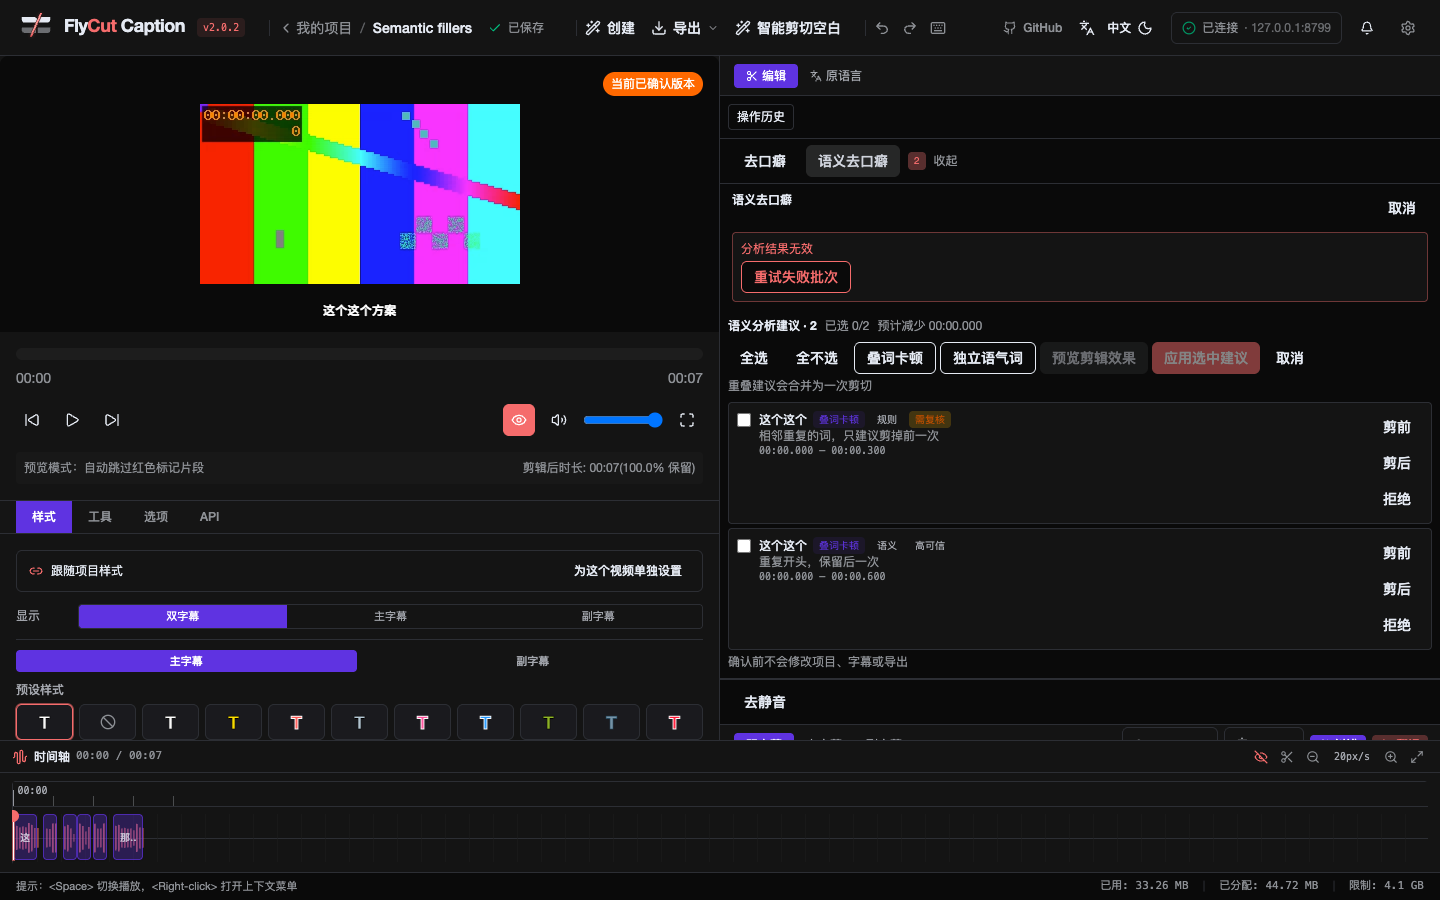 FlyCut Caption v2.0.2 我的项目 / Semantic fillers 已保存 创建 导出 智能剪切空白 GitHub 中文 已连接 · 127.0.0.1:8799
当前已确认版本
00:00:00.000
0
这个这个方案
00:00 00:07
预览模式：自动跳过红色标记片段 剪辑后时长: 00:07(100.0% 保留)
样式 工具 选项 API
跟随项目样式 为这个视频单独设置
显示 双字幕 主字幕 副字幕
主字幕 副字幕
预设样式
T T T T T T T T T T
编辑 原语言
操作历史
去口癖 语义去口癖 2 收起
语义去口癖 取消
分析结果无效
重试失败批次
语义分析建议 · 2 已选 0/2 预计减少 00:00.000
全选 全不选 叠词卡顿 独立语气词 预览剪辑效果 应用选中建议 取消
重叠建议会合并为一次剪切
这个这个 叠词卡顿 规则 需复核 剪前
相邻重复的词，只建议剪掉前一次
00:00.000 – 00:00.300
剪后
拒绝
这个这个 叠词卡顿 语义 高可信 剪前
重复开头，保留后一次
00:00.000 – 00:00.600
剪后
拒绝
确认前不会修改项目、字幕或导出
去静音
时间轴 00:00 / 00:07 20px/s
00:00
这 那...
提示：<Space> 切换播放，<Right-click> 打开上下文菜单 已用: 33.26 MB 已分配: 44.72 MB 限制: 4.1 GB